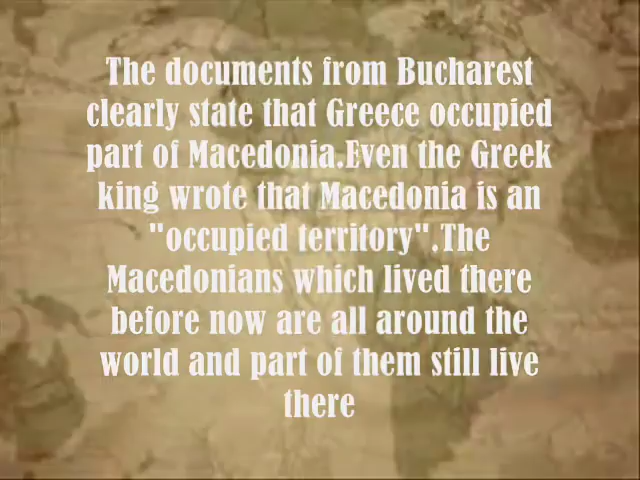 The documents from Bucharest
clearly state that Greece occupied
part of Macedonia.Even the Greek
king wrote that Macedonia is an
"occupied territory".The
Macedonians which lived there
before now are all around the
world and part of them still live
there